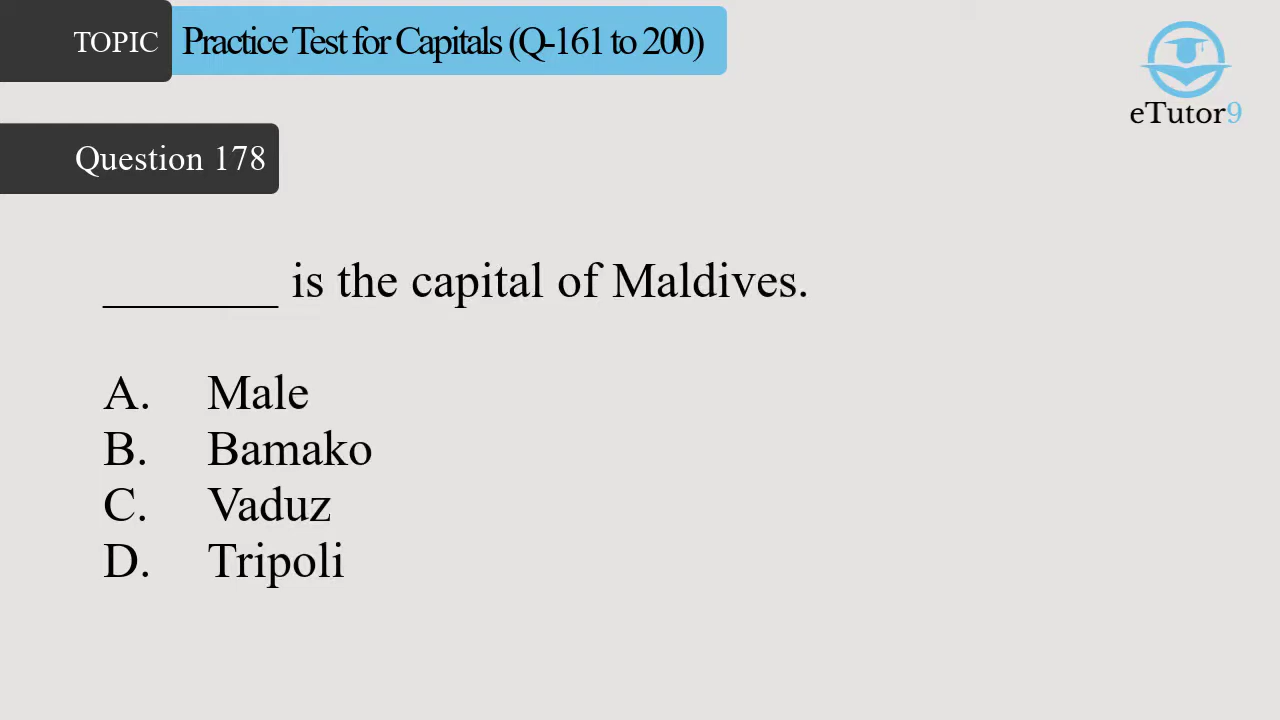 TOPIC Practice Test for Capitals (Q-161 to 200)
eTutor9
Question 178
_______ is the capital of Maldives.
A. Male
B. Bamako
C. Vaduz
D. Tripoli